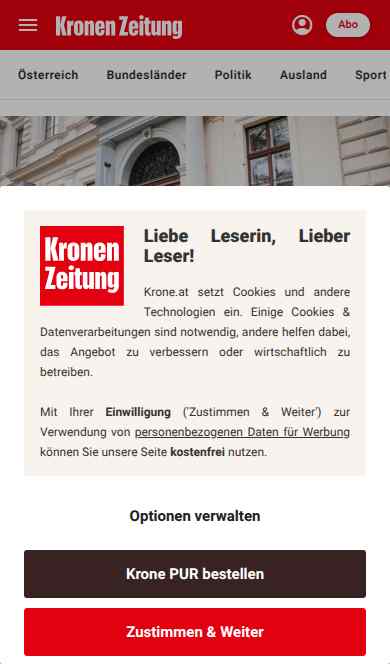 Kronen Zeitung
Abo
Österreich Bundesländer Politik Ausland Sport
Kronen
Zeitung
Liebe Leserin, Lieber
Leser!
Krone.at setzt Cookies und andere
Technologien ein. Einige Cookies &
Datenverarbeitungen sind notwendig, andere helfen dabei,
das Angebot zu verbessern oder wirtschaftlich zu
betreiben.
Mit Ihrer Einwilligung ('Zustimmen & Weiter') zur
Verwendung von personenbezogenen Daten für Werbung
können Sie unsere Seite kostenfrei nutzen.
Optionen verwalten
Krone PUR bestellen
Zustimmen & Weiter